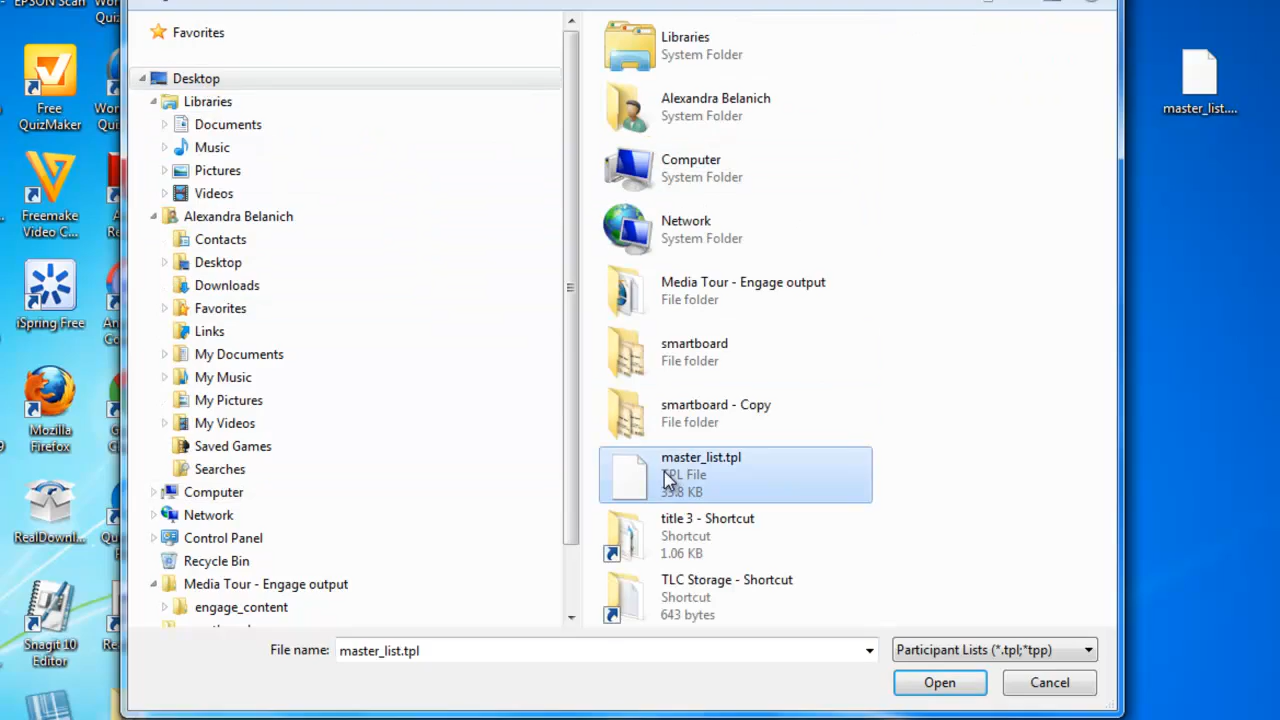 EPSON Scan
Free
QuizMaker
Freemake
Video C...
iSpring Free
Mozilla
Firefox
RealDownl...
Snagit 10
Editor
Favorites
Desktop
Libraries
Documents
Music
Pictures
Videos
Alexandra Belanich
Contacts
Desktop
Downloads
Favorites
Links
My Documents
My Music
My Pictures
My Videos
Saved Games
Searches
Computer
Network
Control Panel
Recycle Bin
Media Tour - Engage output
engage_content
Libraries
System Folder
Alexandra Belanich
System Folder
Computer
System Folder
Network
System Folder
Media Tour - Engage output
File folder
smartboard
File folder
smartboard - Copy
File folder
master_list.tpl
TPL File
33.8 KB
title 3 - Shortcut
Shortcut
1.06 KB
TLC Storage - Shortcut
Shortcut
643 bytes
File name: master_list.tpl
Participant Lists (*.tpl;*tpp)
Open Cancel
master_list....